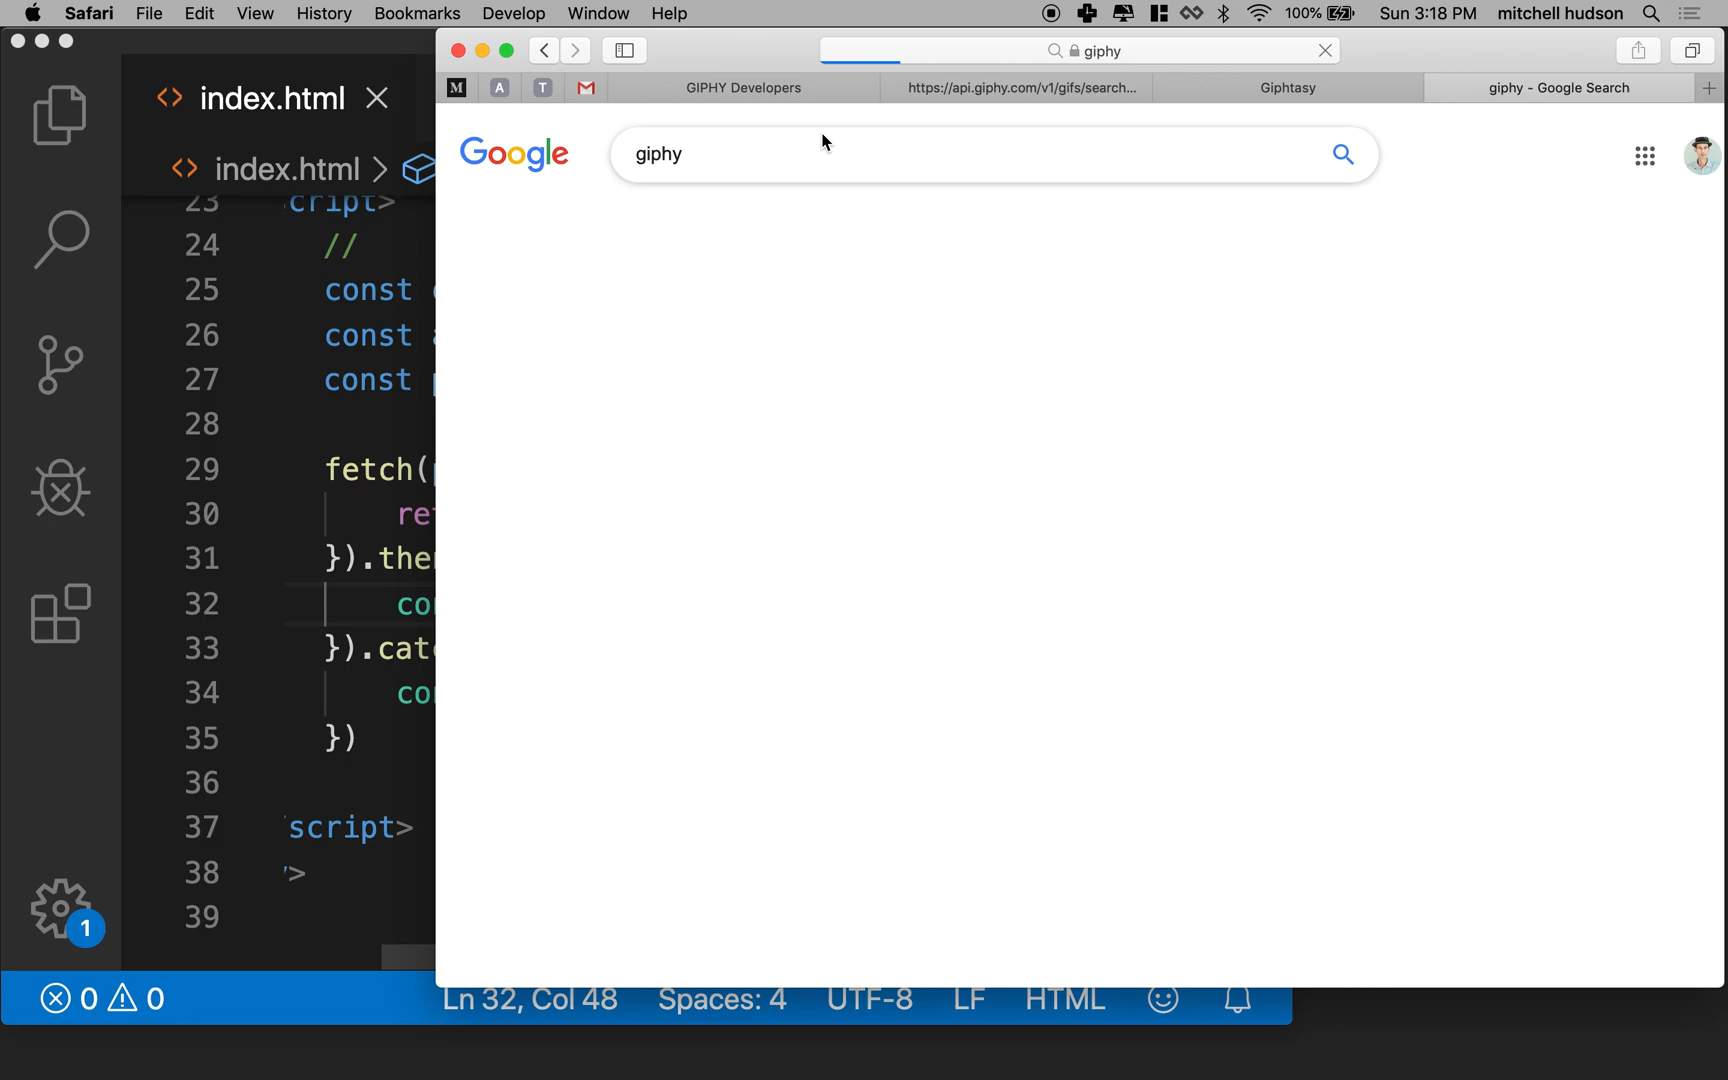 Safari File Edit View History Bookmarks Develop Window Help 100% Sun 3:18 PM mitchell hudson
giphy
M A T GIPHY Developers https://api.giphy.com/v1/gifs/search... Giphtasy giphy - Google Search
Google giphy
<> index.html
<> index.html >
23 cript>
24 //
25 const
26 const
27 const
28
29 fetch(
30 re
31 }).the
32 co
33 }).cat
34 co
35 })
36
37 script>
38 >
39
1
0 0 Ln 32, Col 48 Spaces: 4 UTF-8 LF HTML